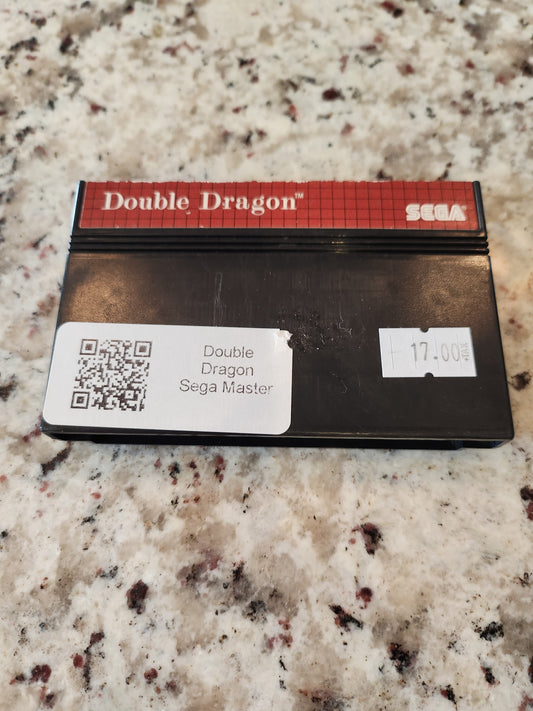 Double Dragon™
SEGA®
Double
Dragon
Sega Master
17.00